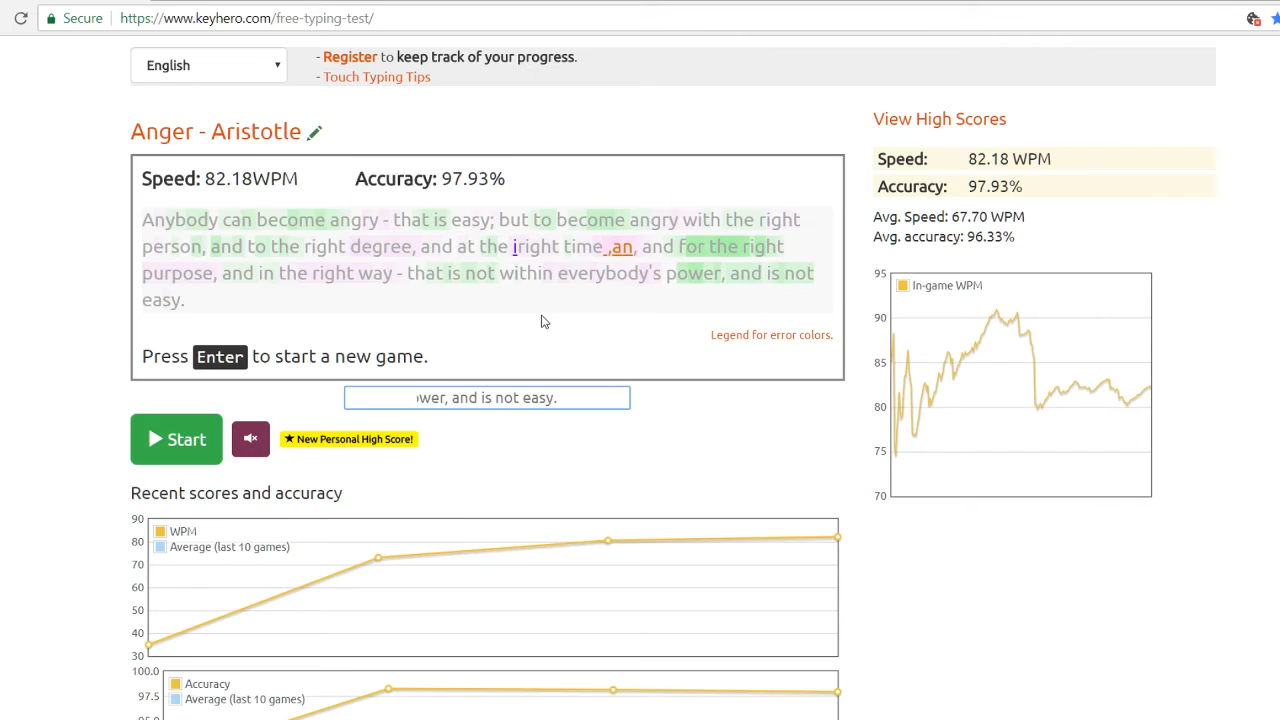 Secure https://www.keyhero.com/free-typing-test/
English
- Register to keep track of your progress.
- Touch Typing Tips
Anger - Aristotle
Speed: 82.18WPM Accuracy: 97.93%
Anybody can become angry - that is easy; but to become angry with the right
person, and to the right degree, and at the iright time ,an, and for the right
purpose, and in the right way - that is not within everybody's power, and is not
easy.
Legend for error colors.
Press Enter to start a new game.
ower, and is not easy.
Start
★ New Personal High Score!
Recent scores and accuracy
90
80
70
60
50
40
30
WPM
Average (last 10 games)
100.0
97.5
95.0
Accuracy
Average (last 10 games)
View High Scores
Speed: 82.18 WPM
Accuracy: 97.93%
Avg. Speed: 67.70 WPM
Avg. accuracy: 96.33%
95
90
85
80
75
70
In-game WPM